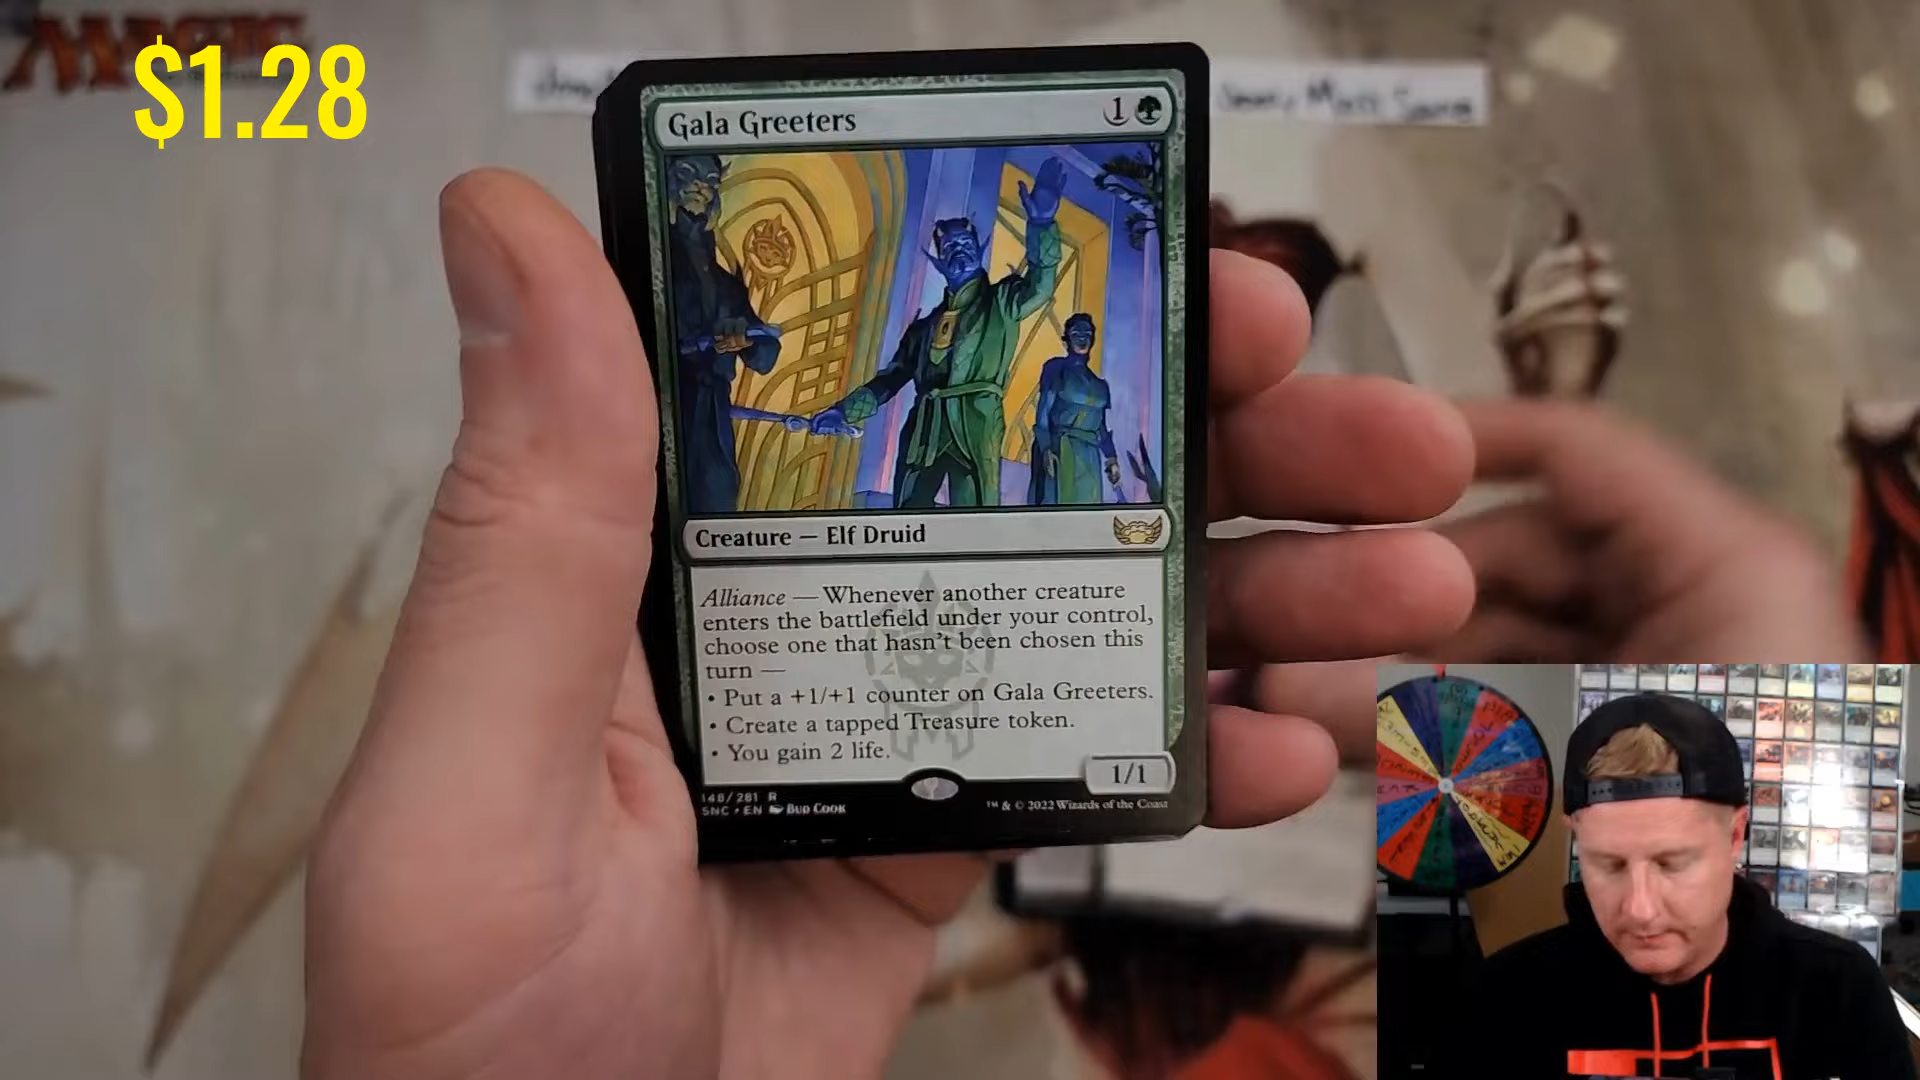 MAGIC
$1.28
Gala Greeters
1
Creature — Elf Druid
Alliance — Whenever another creature
enters the battlefield under your control,
choose one that hasn't been chosen this
turn —
• Put a +1/+1 counter on Gala Greeters.
• Create a tapped Treasure token.
• You gain 2 life.
1/1
148/281 R
SNC • EN Bud Cook
™ & © 2022 Wizards of the Coast